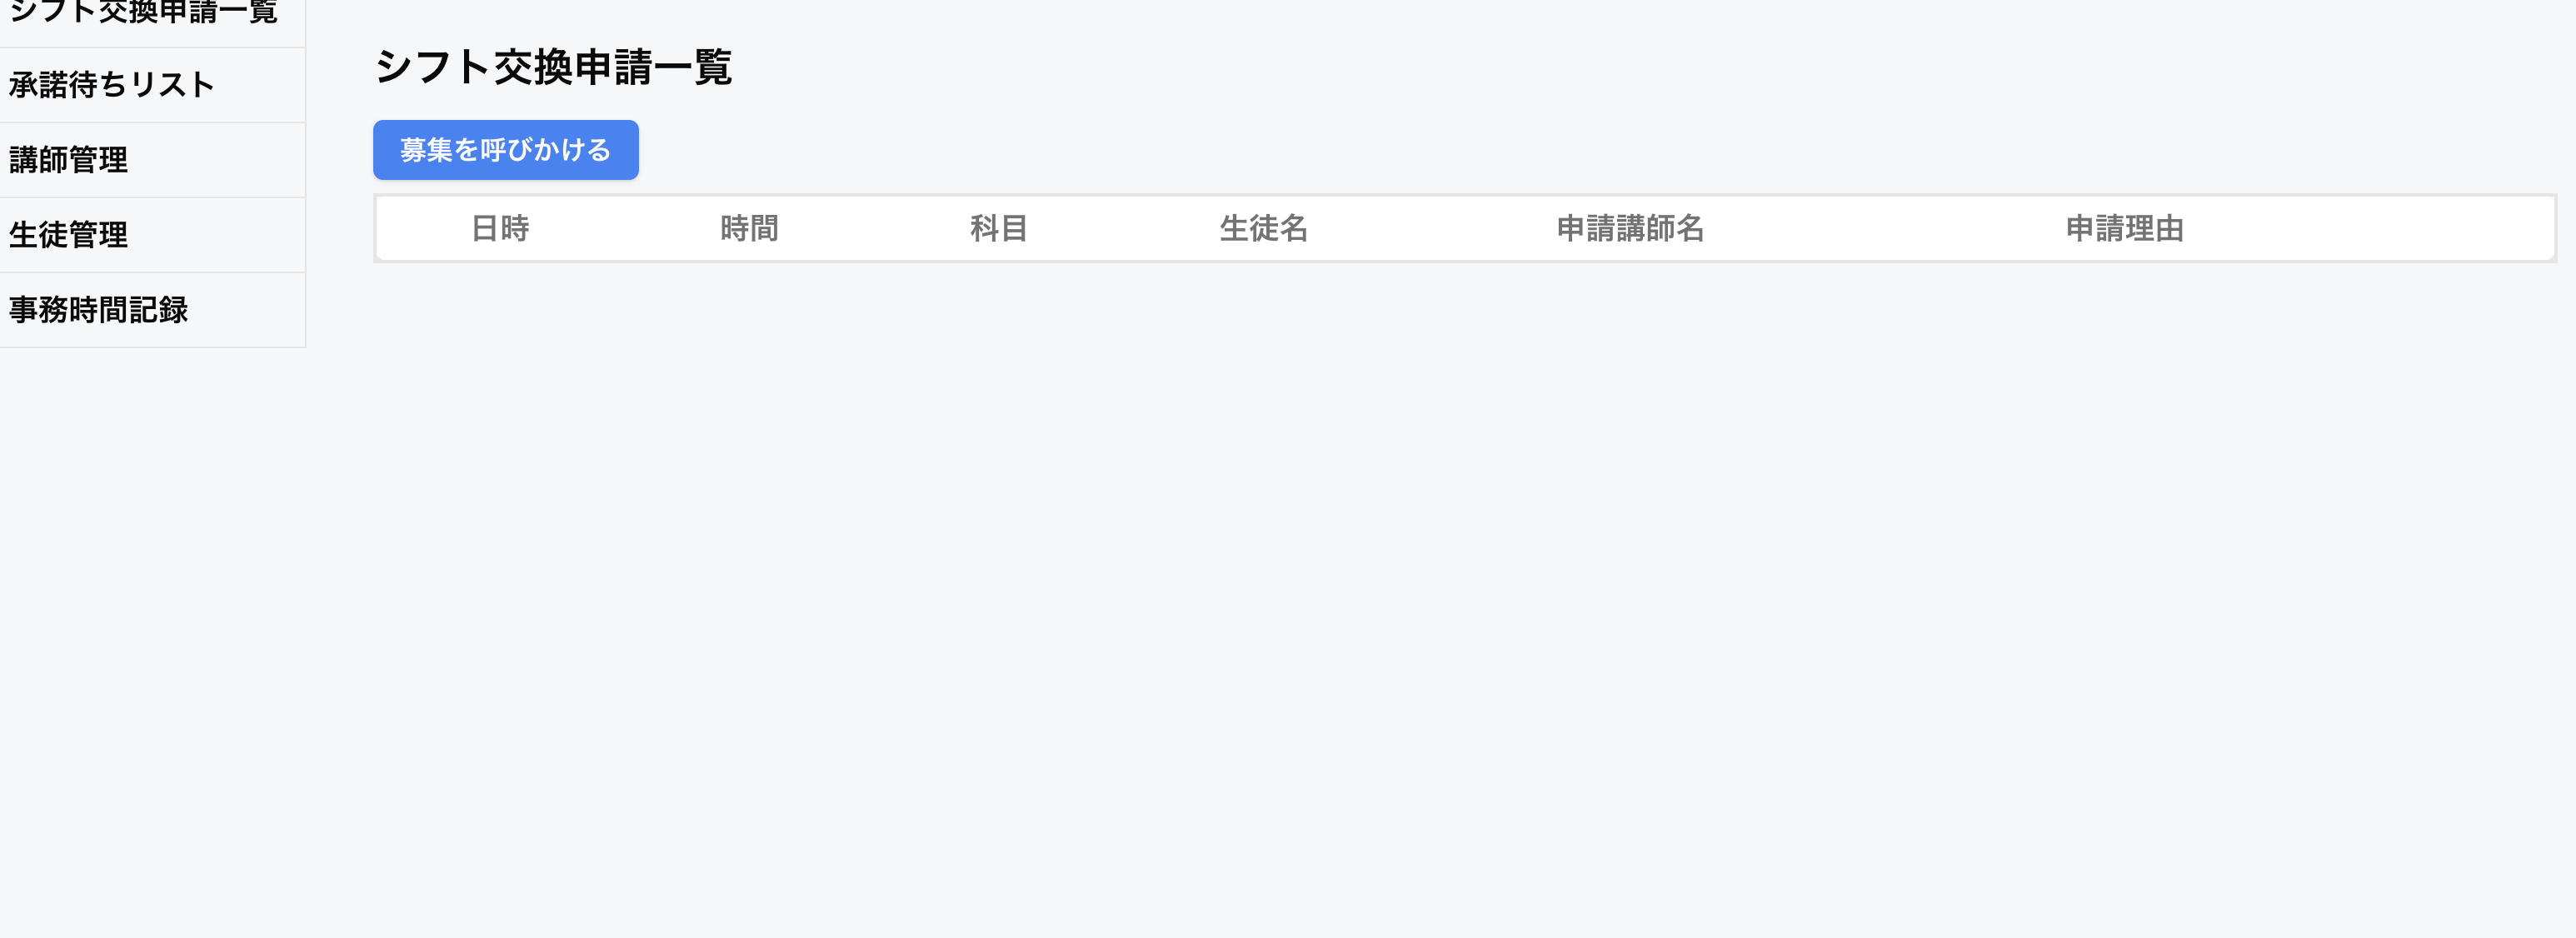 シフト交換申請一覧
承諾待ちリスト
講師管理
生徒管理
事務時間記録
シフト交換申請一覧
募集を呼びかける
日時 時間 科目 生徒名 申請講師名 申請理由